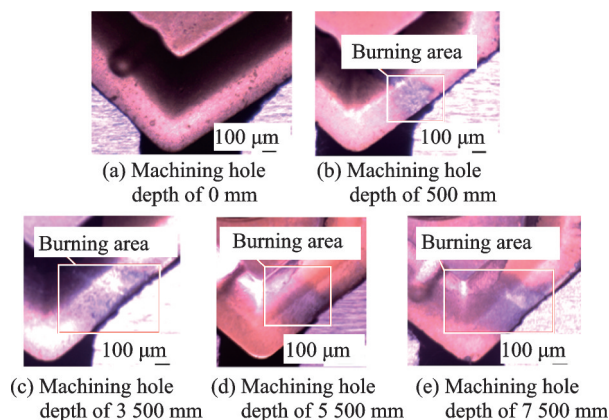 Burning area
100 μm
100 μm
(a) Machining hole
depth of 0 mm
(b) Machining hole
depth of 500 mm
Burning area
Burning area
Burning area
100 μm
100 μm
100 μm
(c) Machining hole
depth of 3 500 mm
(d) Machining hole
depth of 5 500 mm
(e) Machining hole
depth of 7 500 mm